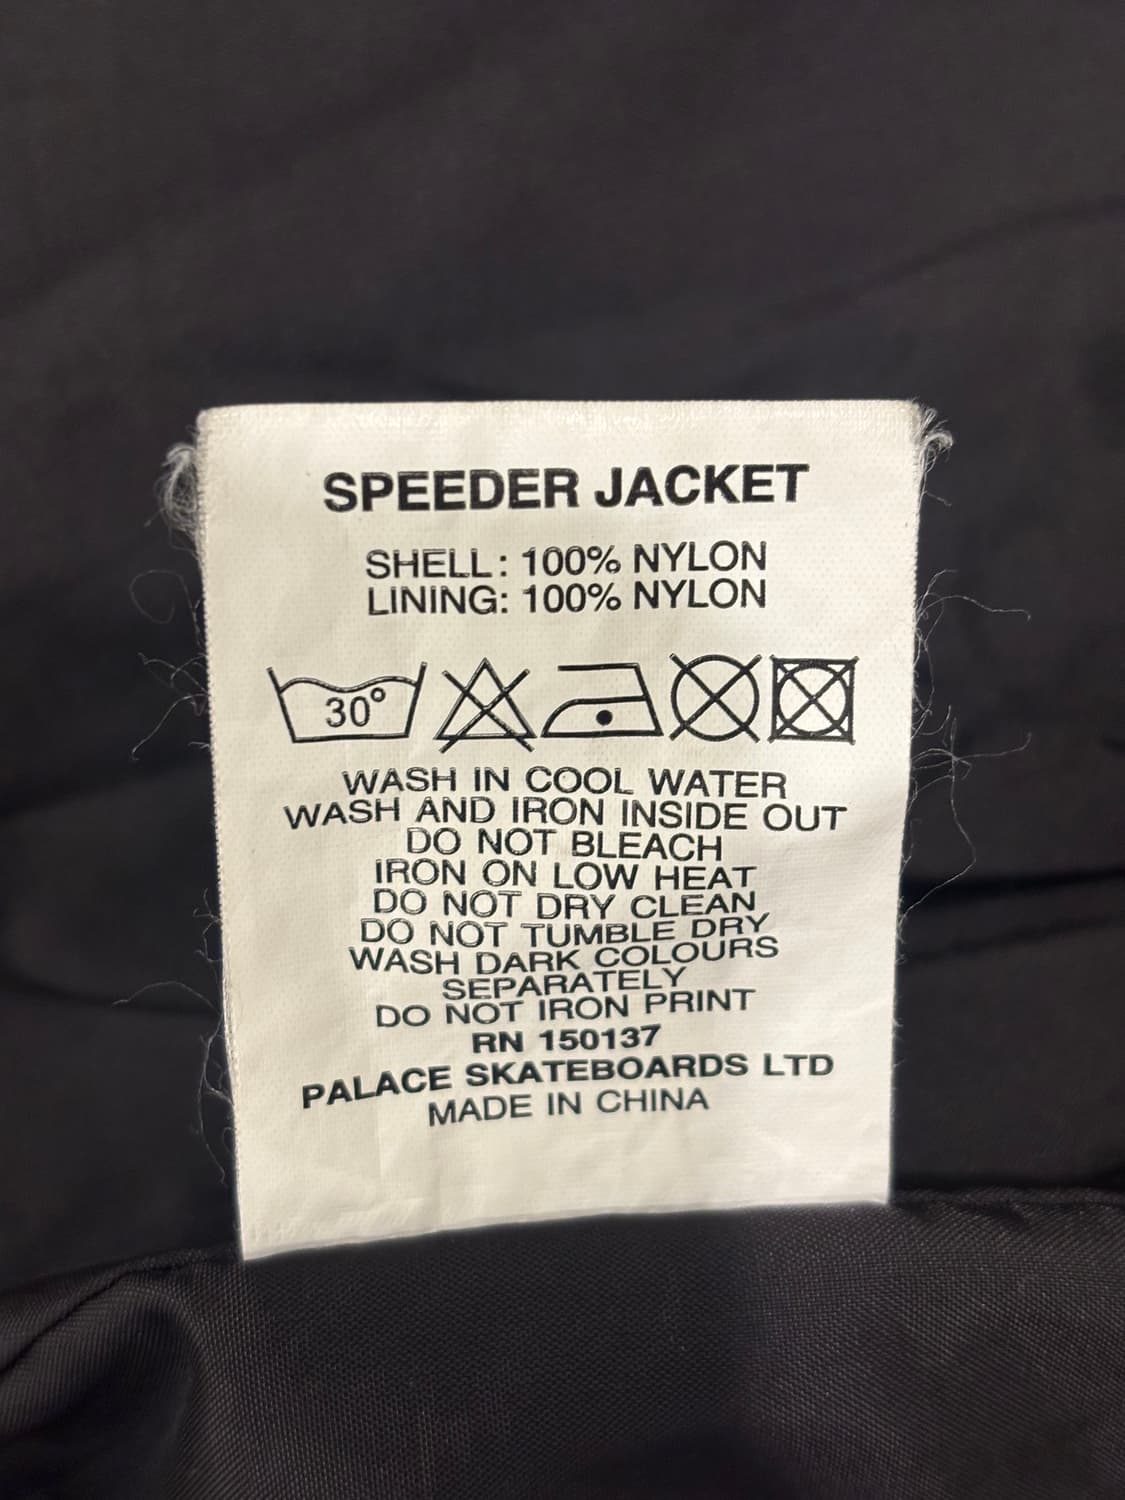 SPEEDER JACKET
SHELL: 100% NYLON
LINING: 100% NYLON
30°
WASH IN COOL WATER
WASH AND IRON INSIDE OUT
DO NOT BLEACH
IRON ON LOW HEAT
DO NOT DRY CLEAN
DO NOT TUMBLE DRY
WASH DARK COLOURS
SEPARATELY
DO NOT IRON PRINT
RN 150137
PALACE SKATEBOARDS LTD
MADE IN CHINA